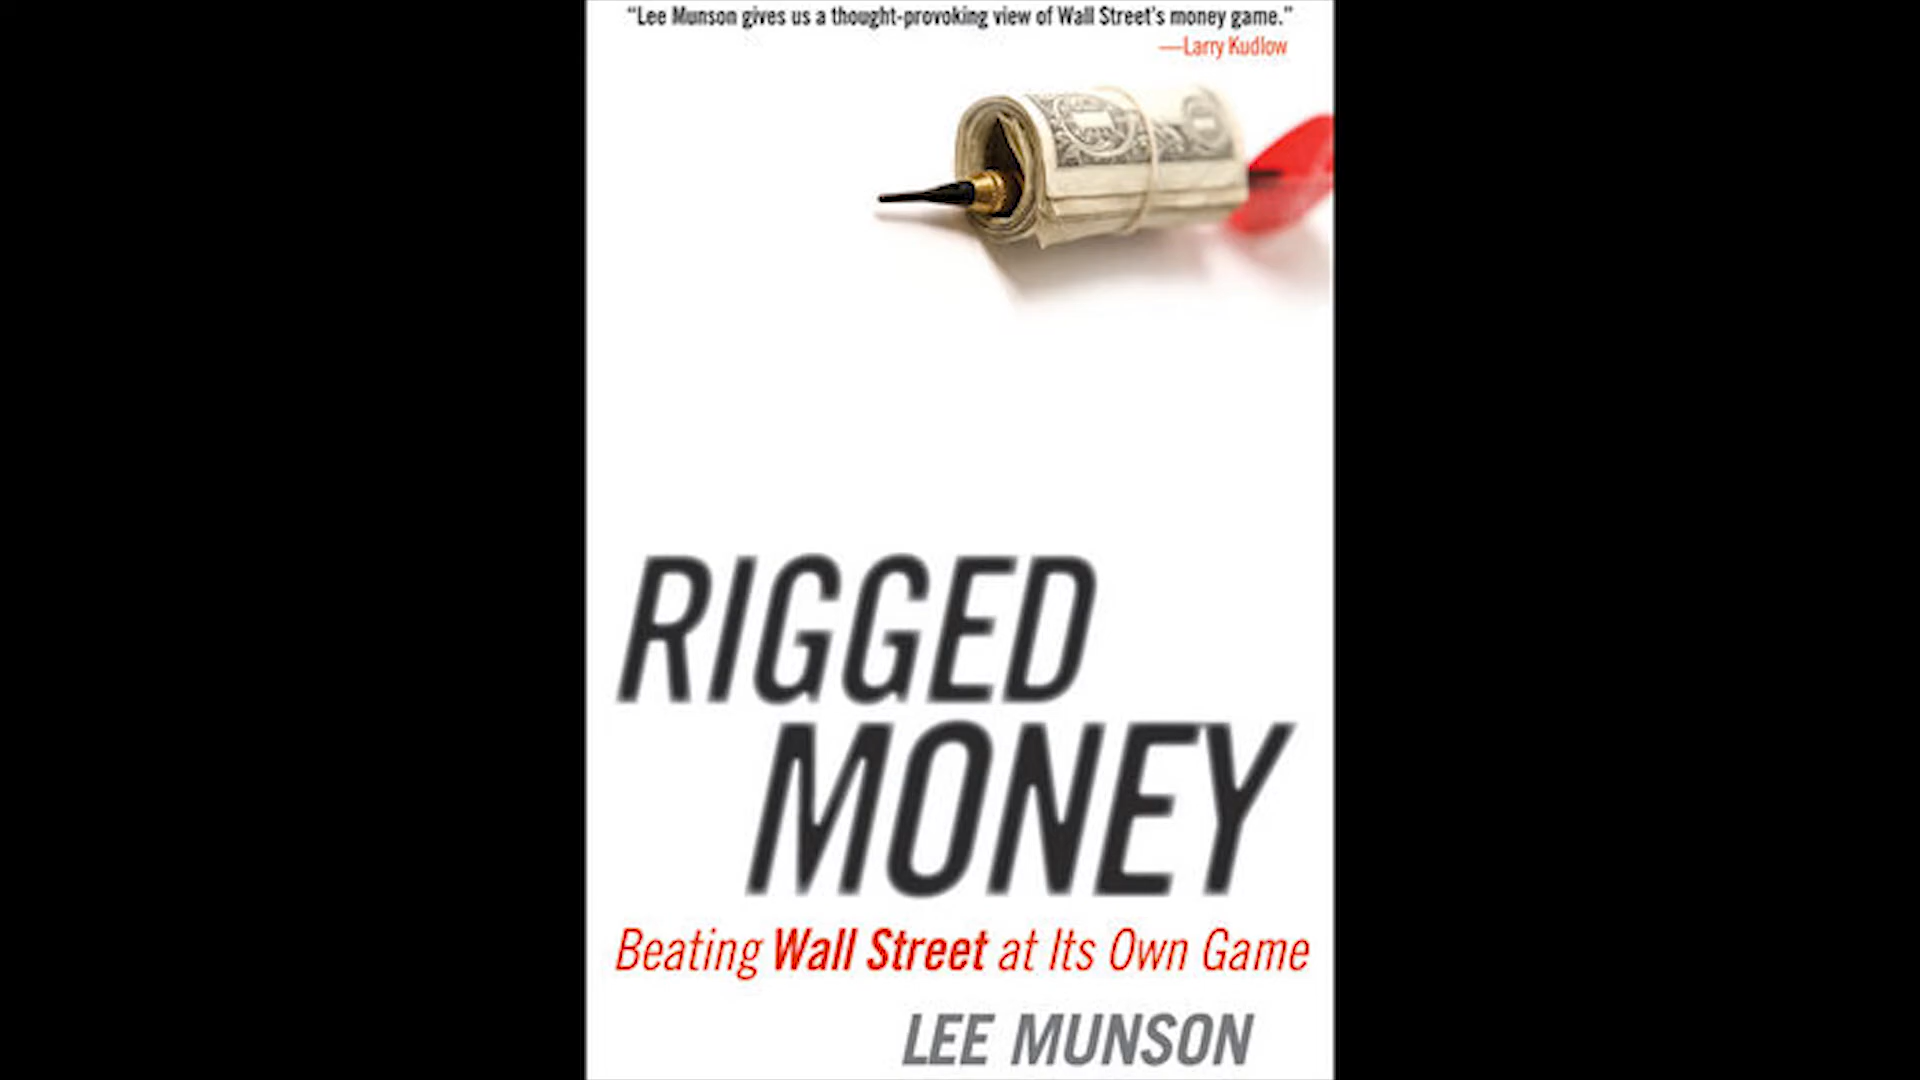 “Lee Munson gives us a thought-provoking view of Wall Street’s money game.”
—Larry Kudlow
RIGGED
MONEY
Beating Wall Street at Its Own Game
LEE MUNSON